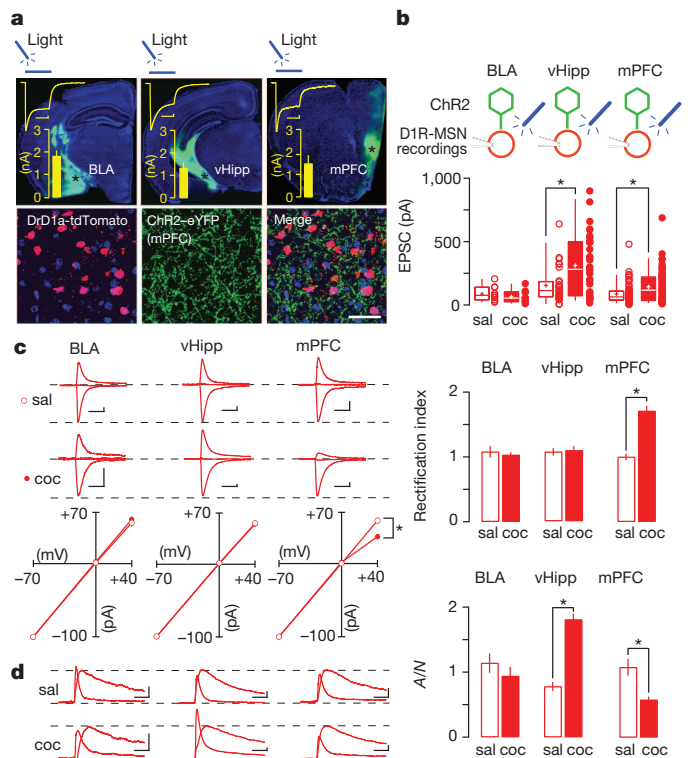 a
Light
Light
Light
3
2
1
0
(nA)
BLA
*
3
2
1
0
(nA)
vHipp
*
3
2
1
0
(nA)
mPFC
*
DrD1a-tdTomato
ChR2–eYFP
(mPFC)
Merge
b
BLA
vHipp
mPFC
ChR2
D1R-MSN
recordings
EPSC (pA)
1,000
500
0
*
*
sal coc
sal coc
sal coc
c
BLA
vHipp
mPFC
sal
coc
+70
+70
+70
(mV)
(mV)
(mV)
*
−70
+40
−70
+40
−70
+40
(pA)
(pA)
(pA)
−100
−100
−100
Rectification index
BLA
vHipp
mPFC
2
1
0
*
sal coc
sal coc
sal coc
d
sal
coc
A/N
BLA
vHipp
mPFC
2
1
0
*
*
sal coc
sal coc
sal coc